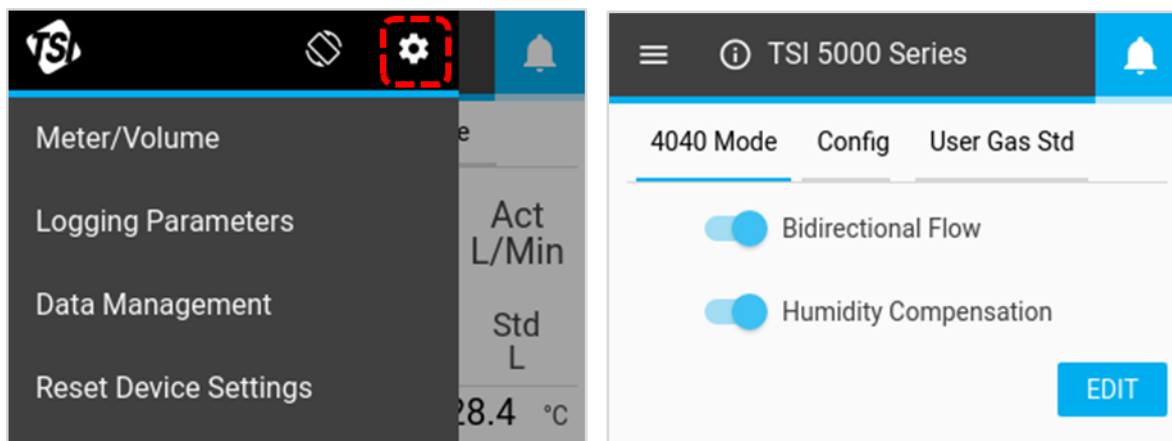 TSI
Meter/Volume
e
Logging Parameters
Act
L/Min
Data Management
Std
L
Reset Device Settings
28.4 °C
TSI 5000 Series
4040 Mode Config User Gas Std
Bidirectional Flow
Humidity Compensation
EDIT